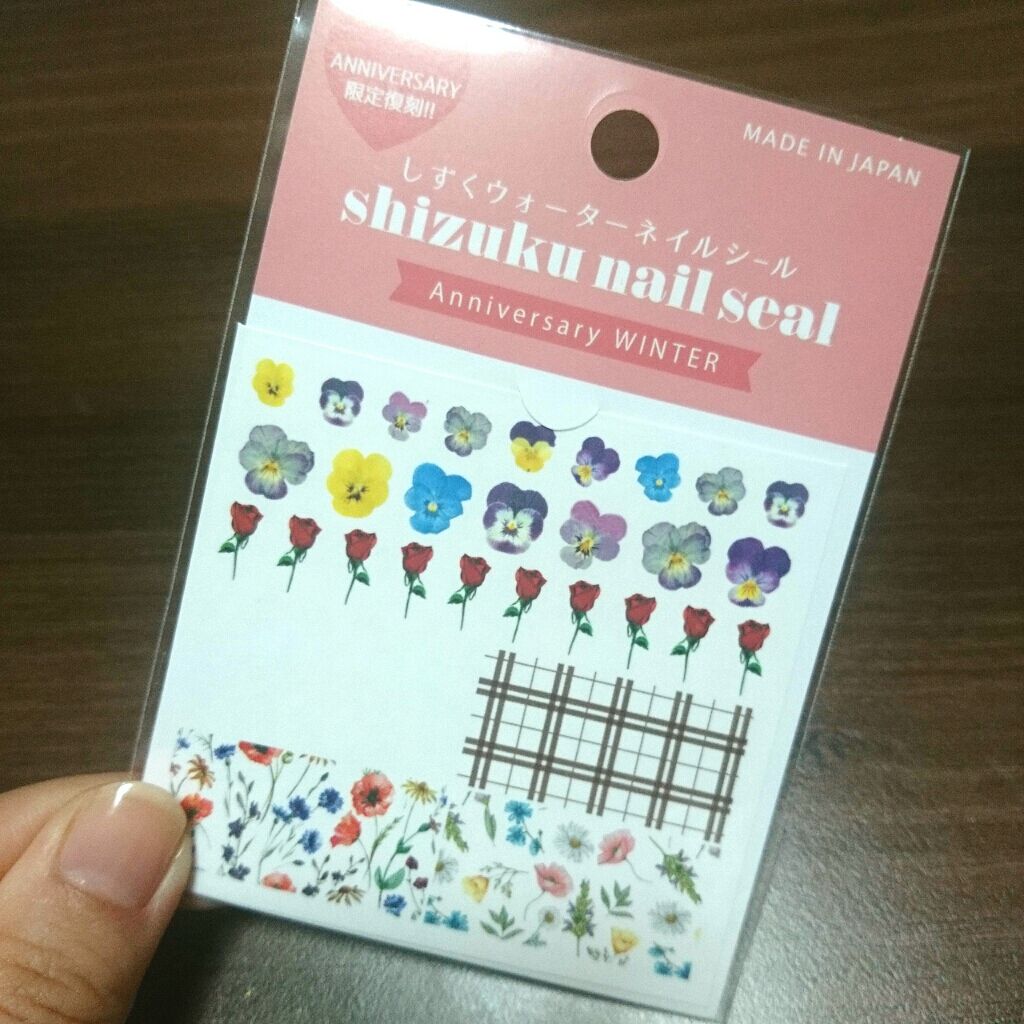 ANNIVERSARY
限定復刻!!
MADE IN JAPAN
しずくウォーターネイルシール
shizuku nail seal
Anniversary WINTER